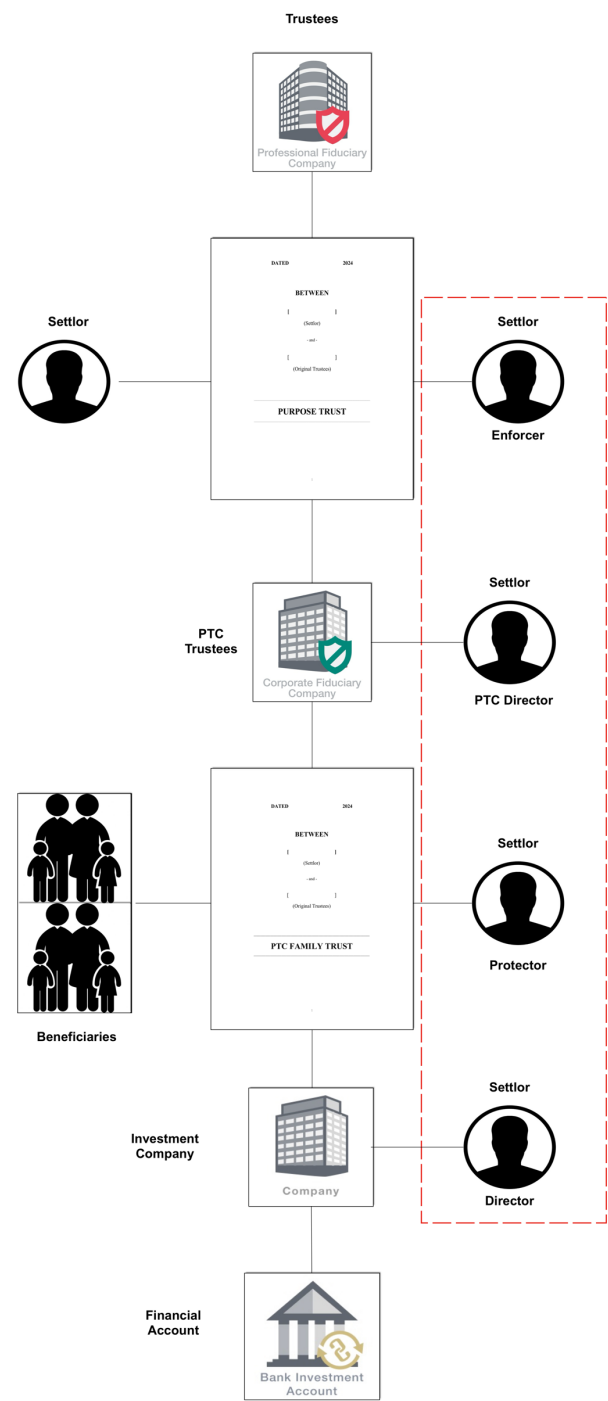 Trustees
Professional Fiduciary
Company
DATED 2024
BETWEEN
[ ]
(Settlor)
- and -
[ ]
(Original Trustees)
PURPOSE TRUST
Settlor
Settlor
Enforcer
PTC
Trustees
Corporate Fiduciary
Company
Settlor
PTC Director
DATED 2024
BETWEEN
[ ]
(Settlor)
- and -
[ ]
(Original Trustees)
PTC FAMILY TRUST
Beneficiaries
Settlor
Protector
Investment
Company
Company
Settlor
Director
Financial
Account
Bank Investment
Account